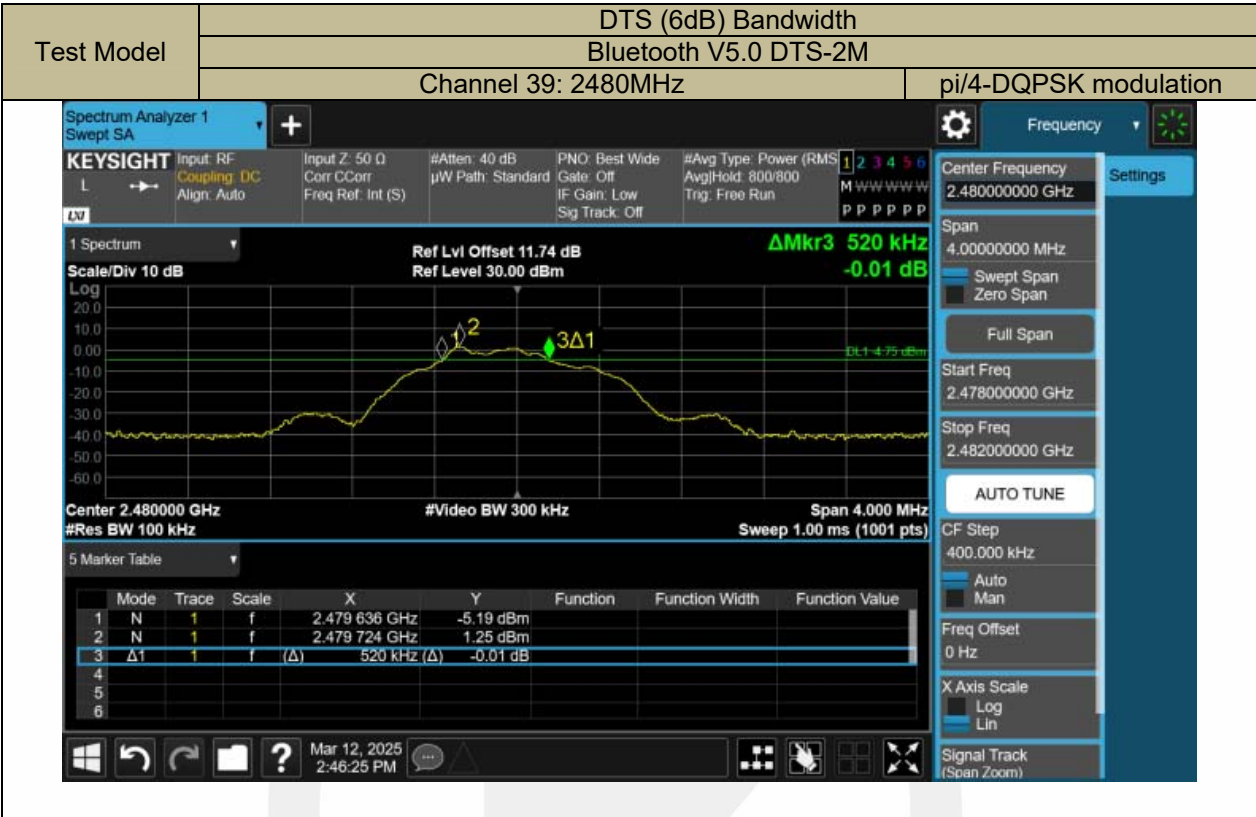 Test Model
DTS (6dB) Bandwidth
Bluetooth V5.0 DTS-2M
Channel 39: 2480MHz pi/4-DQPSK modulation
Spectrum Analyzer 1
Swept SA
+
Frequency
KEYSIGHT
L
LXI
Input: RF
Coupling: DC
Align: Auto
Input Z: 50 Ω
Corr CCorr
Freq Ref: Int (S)
#Atten: 40 dB
µW Path: Standard
PNO: Best Wide
Gate: Off
IF Gain: Low
Sig Track: Off
#Avg Type: Power (RMS
Avg|Hold: 800/800
Trig: Free Run
1 2 3 4 5 6
M W W W W W
P P P P P P
1 Spectrum
Scale/Div 10 dB
Ref Lvl Offset 11.74 dB
Ref Level 30.00 dBm
ΔMkr3 520 kHz
-0.01 dB
Log
20.0
10.0
0.00
-10.0
-20.0
-30.0
-40.0
-50.0
-60.0
1
2
3Δ1
DL1 -4.75 dBm
Center 2.480000 GHz #Video BW 300 kHz Span 4.000 MHz
#Res BW 100 kHz Sweep 1.00 ms (1001 pts)
5 Marker Table
Mode Trace Scale X Y Function Function Width Function Value
1 N 1 f 2.479 636 GHz -5.19 dBm
2 N 1 f 2.479 724 GHz 1.25 dBm
3 Δ1 1 f (Δ) 520 kHz (Δ) -0.01 dB
4
5
6
?
Mar 12, 2025
2:46:25 PM
Center Frequency
2.480000000 GHz
Settings
Span
4.00000000 MHz
Swept Span
Zero Span
Full Span
Start Freq
2.478000000 GHz
Stop Freq
2.482000000 GHz
AUTO TUNE
CF Step
400.000 kHz
Auto
Man
Freq Offset
0 Hz
X Axis Scale
Log
Lin
Signal Track
(Span Zoom)